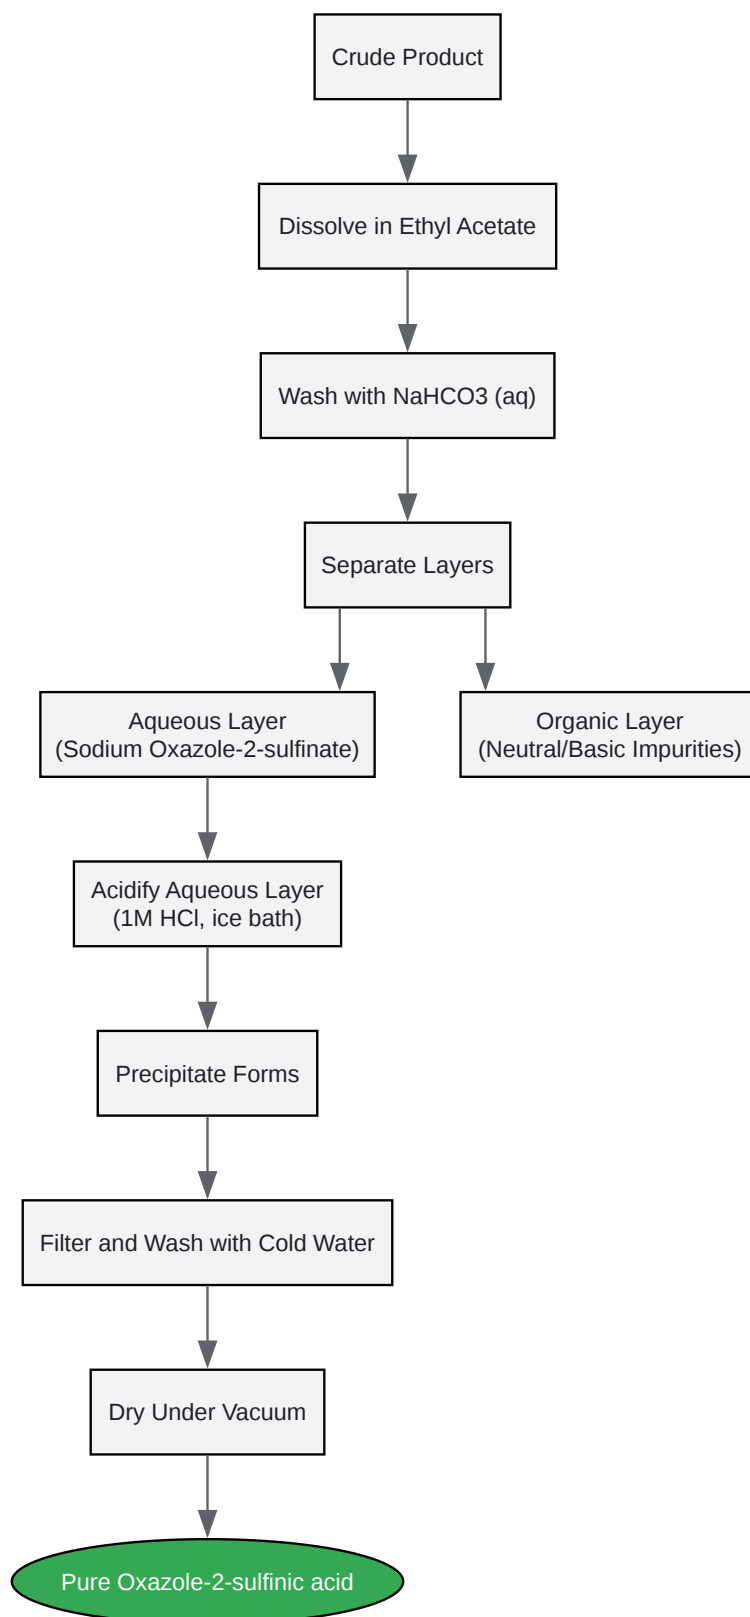 Crude Product
Dissolve in Ethyl Acetate
Wash with NaHCO3 (aq)
Separate Layers
Aqueous Layer
(Sodium Oxazole-2-sulfinate)
Organic Layer
(Neutral/Basic Impurities)
Acidify Aqueous Layer
(1M HCl, ice bath)
Precipitate Forms
Filter and Wash with Cold Water
Dry Under Vacuum
Pure Oxazole-2-sulfinic acid